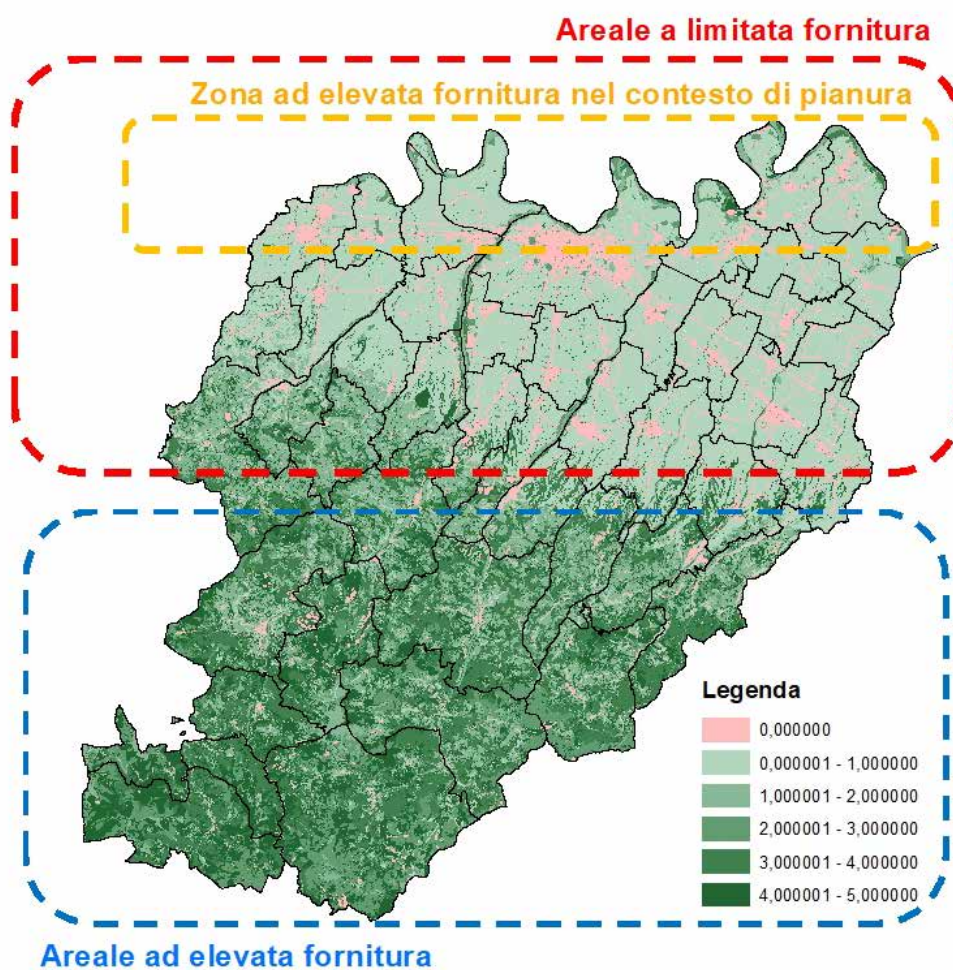 Areale a limitata fornitura
Zona ad elevata fornitura nel contesto di pianura
Legenda
0,000000
0,000001 - 1,000000
1,000001 - 2,000000
2,000001 - 3,000000
3,000001 - 4,000000
4,000001 - 5,000000
Areale ad elevata fornitura